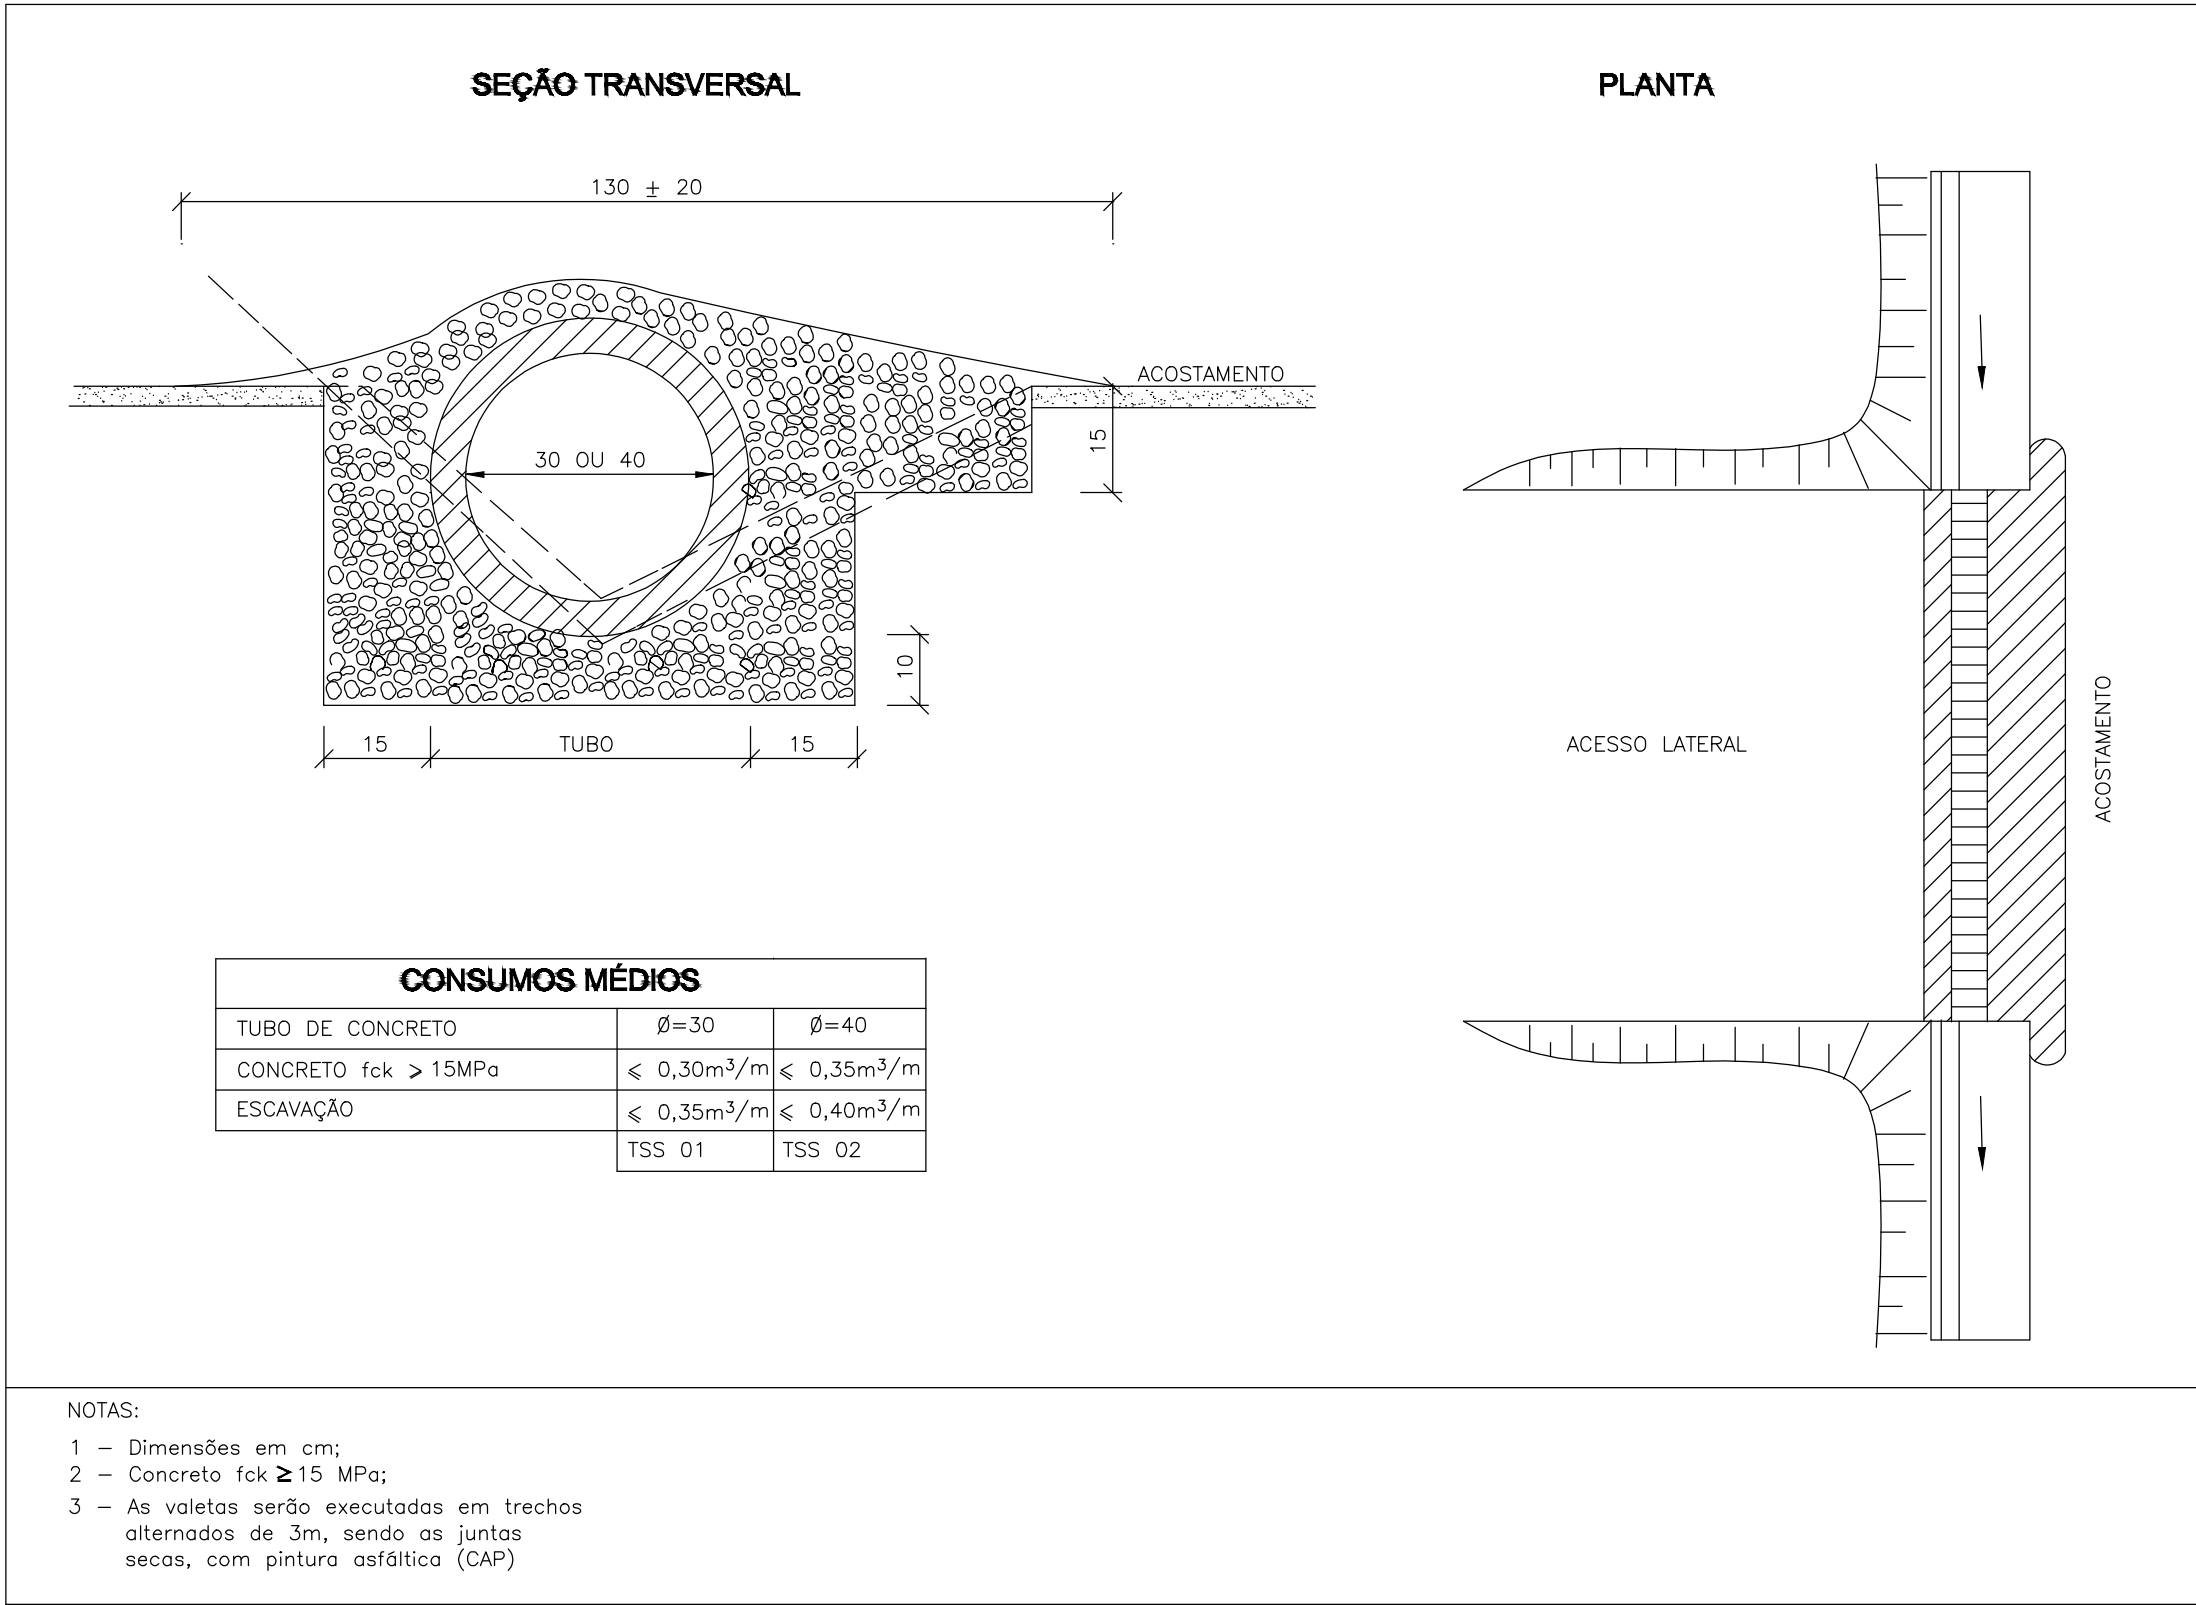 SEÇÃO TRANSVERSAL
PLANTA
130 ± 20
ACOSTAMENTO
30 OU 40
15
10
15 TUBO 15
ACESSO LATERAL
ACOSTAMENTO
CONSUMOS MÉDIOS
TUBO DE CONCRETO Ø=30 Ø=40
CONCRETO fck ⩾ 15MPa ⩽ 0,30m³/m ⩽ 0,35m³/m
ESCAVAÇÃO ⩽ 0,35m³/m ⩽ 0,40m³/m
TSS 01 TSS 02
NOTAS:
1 – Dimensões em cm;
2 – Concreto fck ≥ 15 MPa;
3 – As valetas serão executadas em trechos
alternados de 3m, sendo as juntas
secas, com pintura asfáltica (CAP)